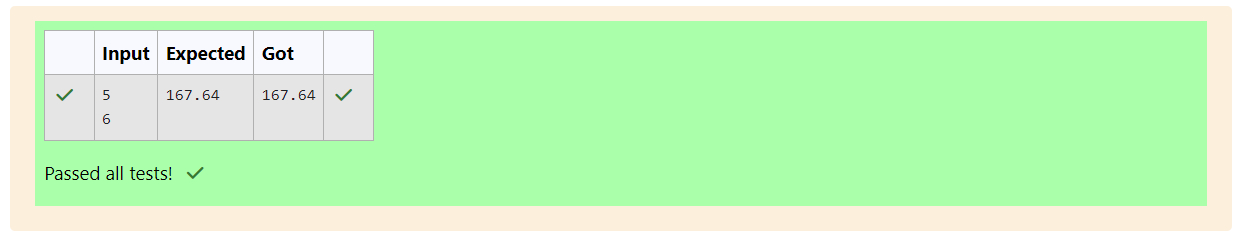 Input Expected Got
5 167.64 167.64
6
Passed all tests!